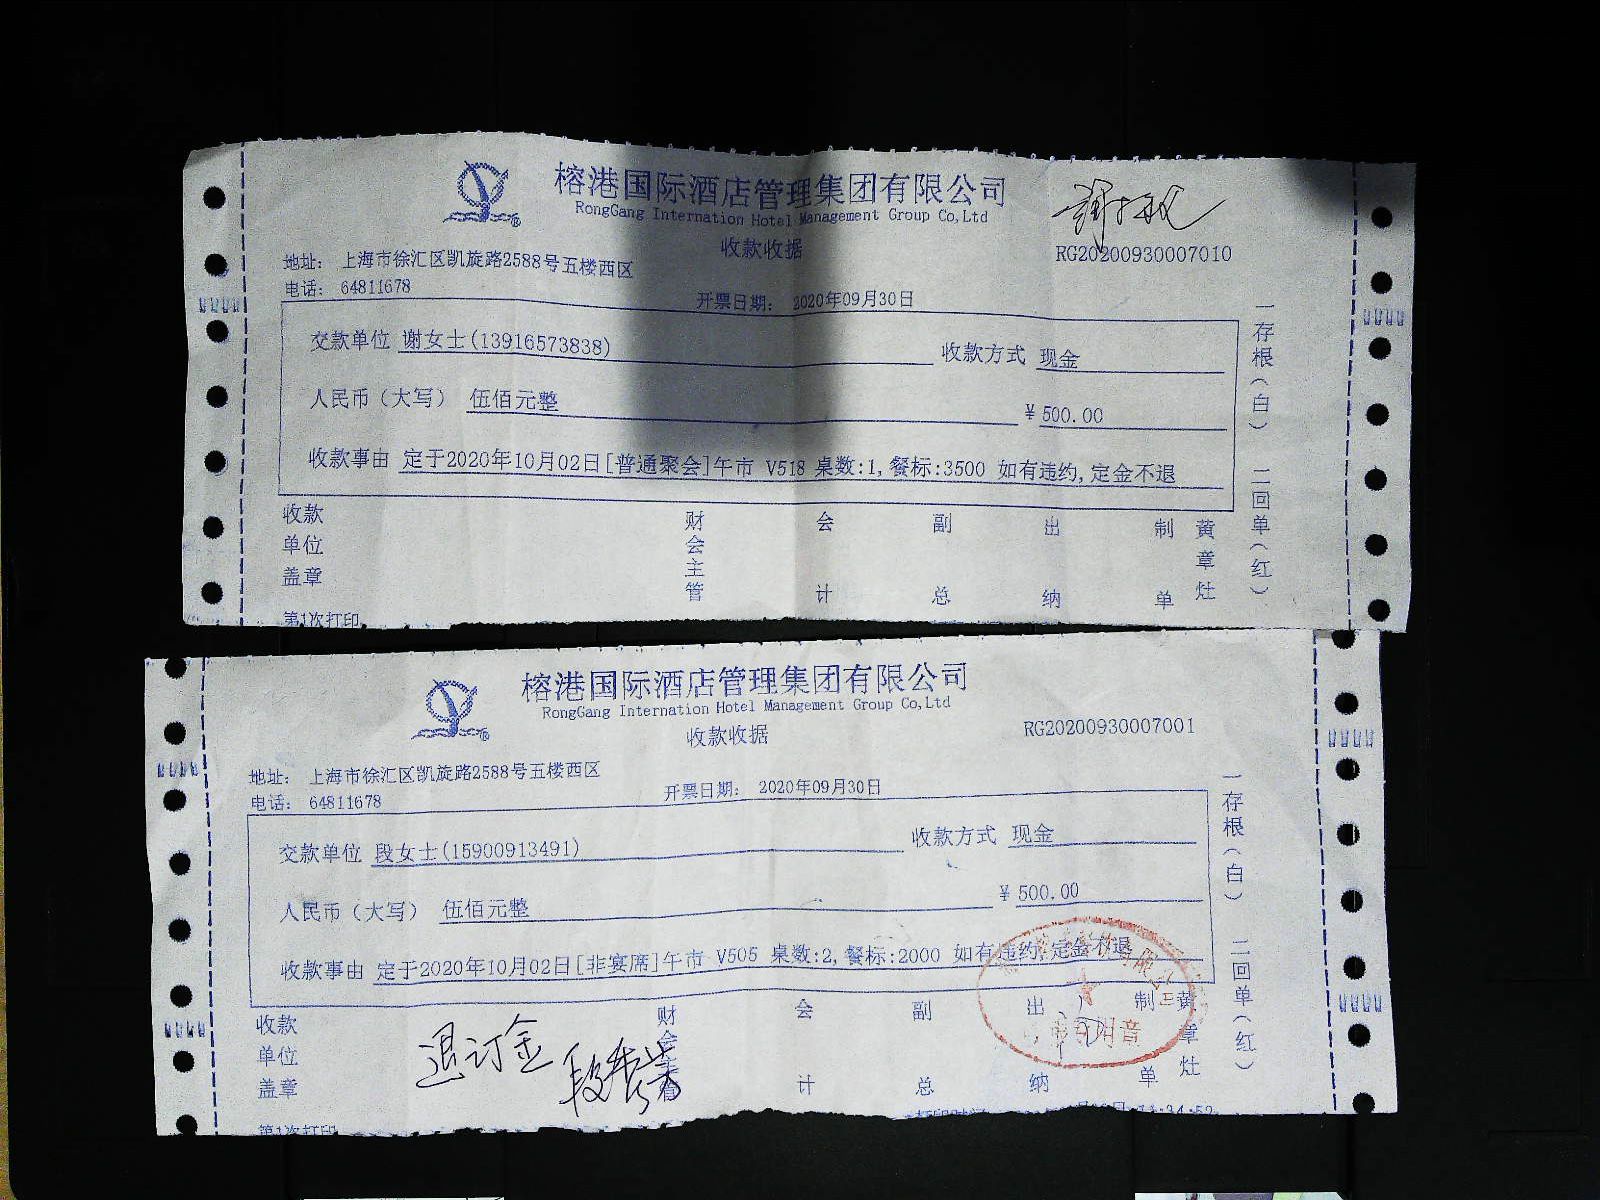 榕港国际酒店管理集团有限公司
RongGang Internation Hotel Management Group Co,Ltd
收款收据
RG20200930007010
地址： 上海市徐汇区凯旋路2588号五楼西区
电话： 64811678
开票日期： 2020年09月30日
交款单位 谢女士(13916573838) 收款方式 现金
人民币（大写） 伍佰元整 ¥ 500.00
收款事由 定于2020年10月02日[普通聚会]午市 V518 桌数:1,餐标:3500 如有违约,定金不退
收款单位盖章 财会主管 会计 副总 出纳 制单 黄章灶
一存根（白） 二回单（红）
第1次打印
榕港国际酒店管理集团有限公司
RongGang Internation Hotel Management Group Co,Ltd
收款收据
RG20200930007001
地址： 上海市徐汇区凯旋路2588号五楼西区
电话： 64811678
开票日期： 2020年09月30日
交款单位 段女士(15900913491) 收款方式 现金
人民币（大写） 伍佰元整 ¥ 500.00
收款事由 定于2020年10月02日[非宴席]午市 V505 桌数:2,餐标:2000 如有违约,定金不退
收款单位盖章 财会主管 会计 副总 出纳 制单 黄章灶
一存根（白） 二回单（红）
退订金
第1次打印